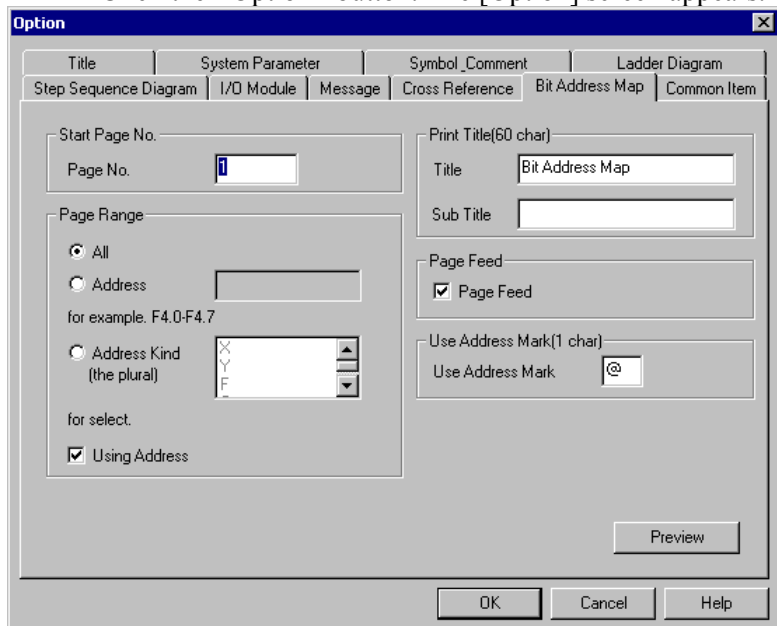 Option
Title System Parameter Symbol_Comment Ladder Diagram
Step Sequence Diagram I/O Module Message Cross Reference Bit Address Map Common Item
Start Page No.
Page No. 1
Page Range
All
Address
for example. F4.0-F4.7
Address Kind
(the plural)
X
Y
F
for select.
Using Address
Print Title(60 char)
Title Bit Address Map
Sub Title
Page Feed
Page Feed
Use Address Mark(1 char)
Use Address Mark @
Preview
OK Cancel Help